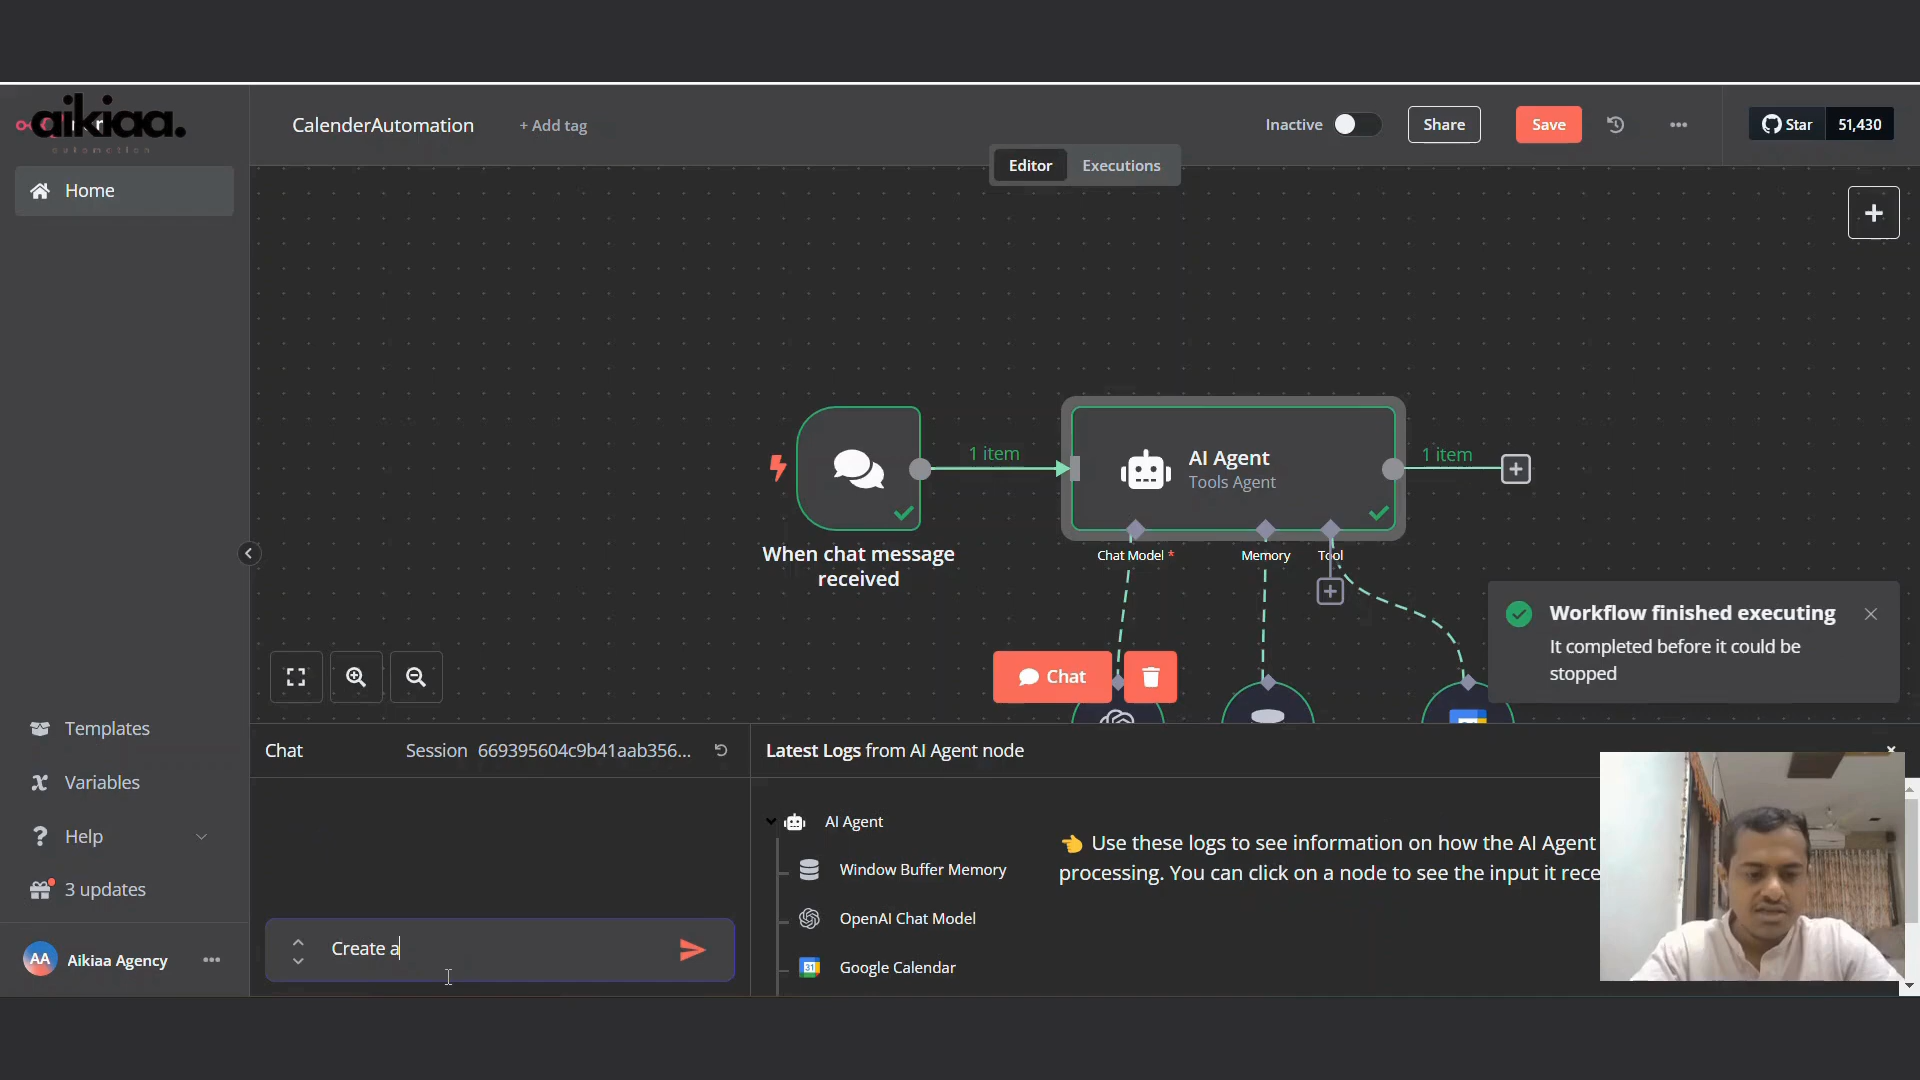 aikiaa.
CalenderAutomation
+ Add tag
Inactive
Share
Save
Star
51,430
Editor
Executions
Home
1 item
AI Agent
Tools Agent
1 item
When chat message
received
Chat Model *
Memory
Tool
Workflow finished executing
It completed before it could be
stopped
Chat
Templates
Variables
Help
3 updates
AA
Aikiaa Agency
Chat
Session 669395604c9b41aab356...
Latest Logs from AI Agent node
AI Agent
Window Buffer Memory
OpenAI Chat Model
31
Google Calendar
Use these logs to see information on how the AI Agent
processing. You can click on a node to see the input it rece
Create a